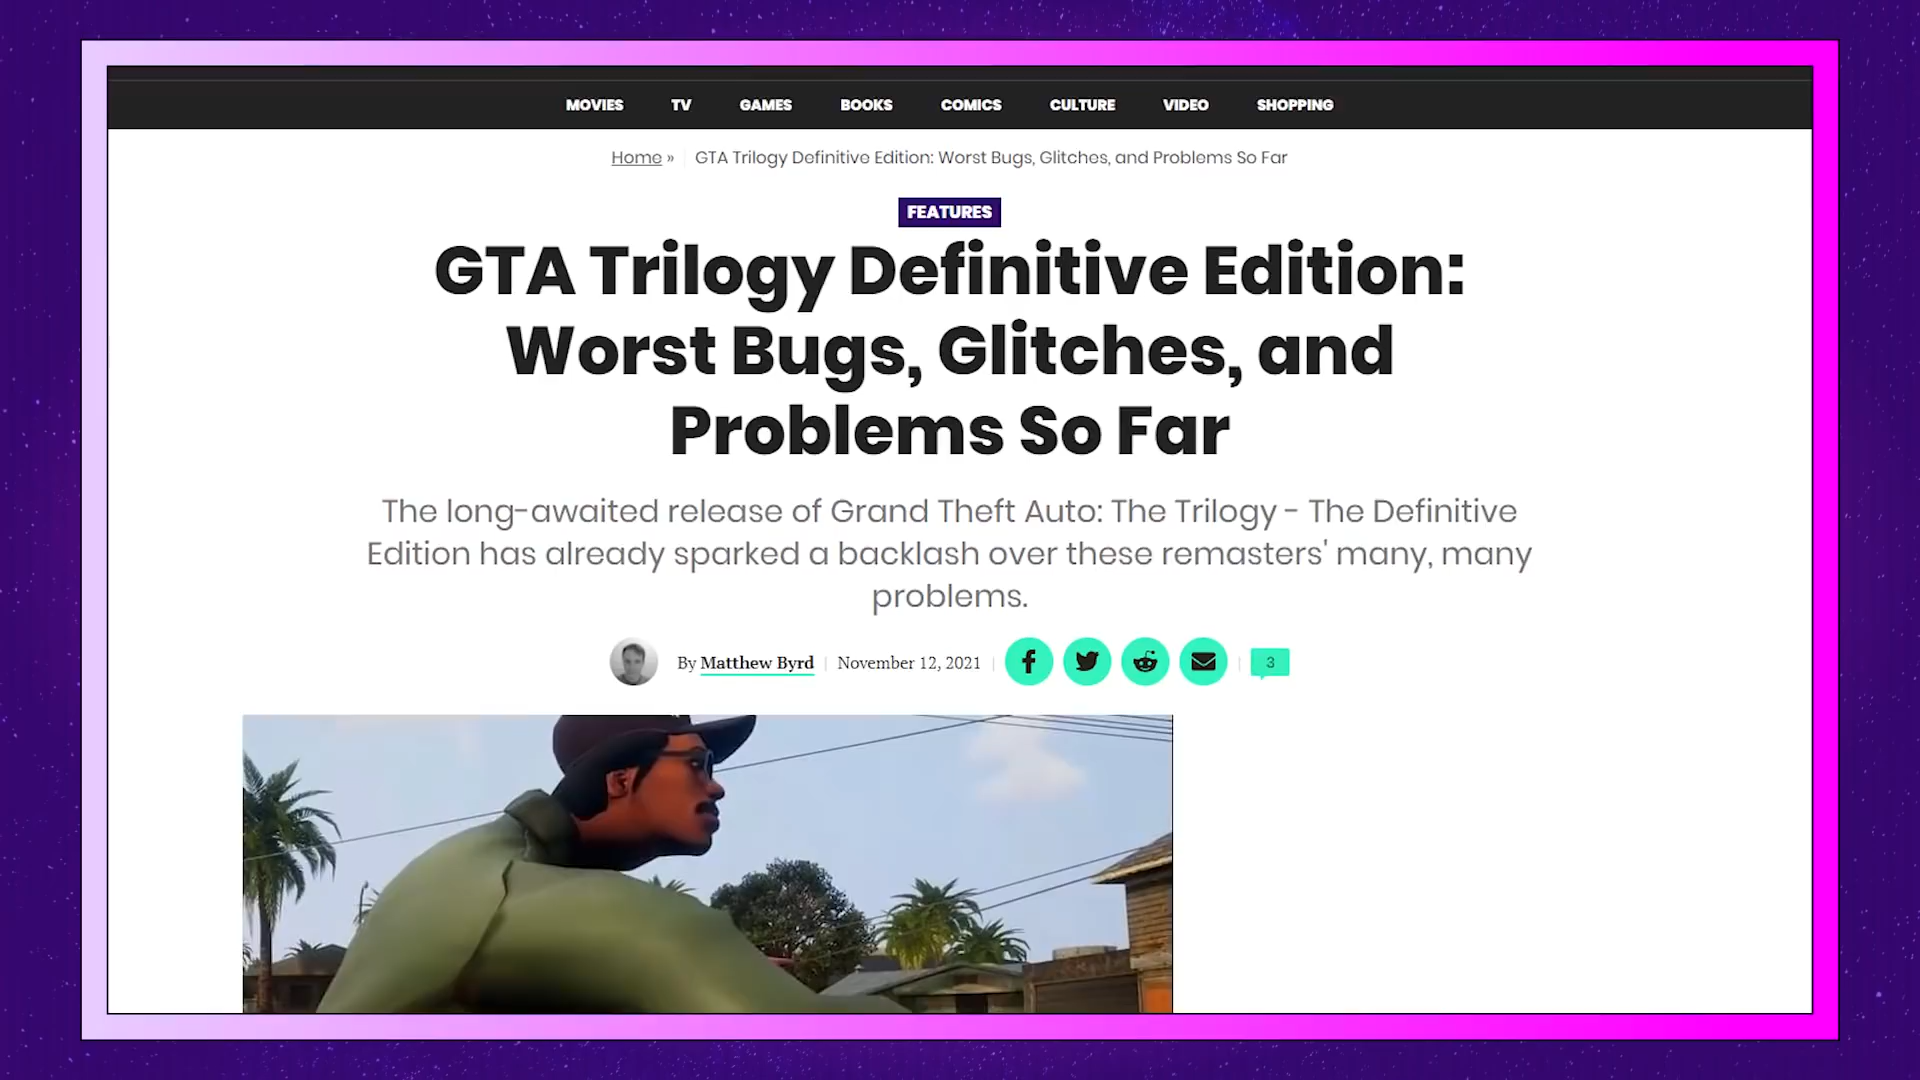 MOVIES TV GAMES BOOKS COMICS CULTURE VIDEO SHOPPING
Home » GTA Trilogy Definitive Edition: Worst Bugs, Glitches, and Problems So Far
FEATURES
GTA Trilogy Definitive Edition:
Worst Bugs, Glitches, and
Problems So Far
The long-awaited release of Grand Theft Auto: The Trilogy - The Definitive
Edition has already sparked a backlash over these remasters' many, many
problems.
By Matthew Byrd | November 12, 2021 | | 3